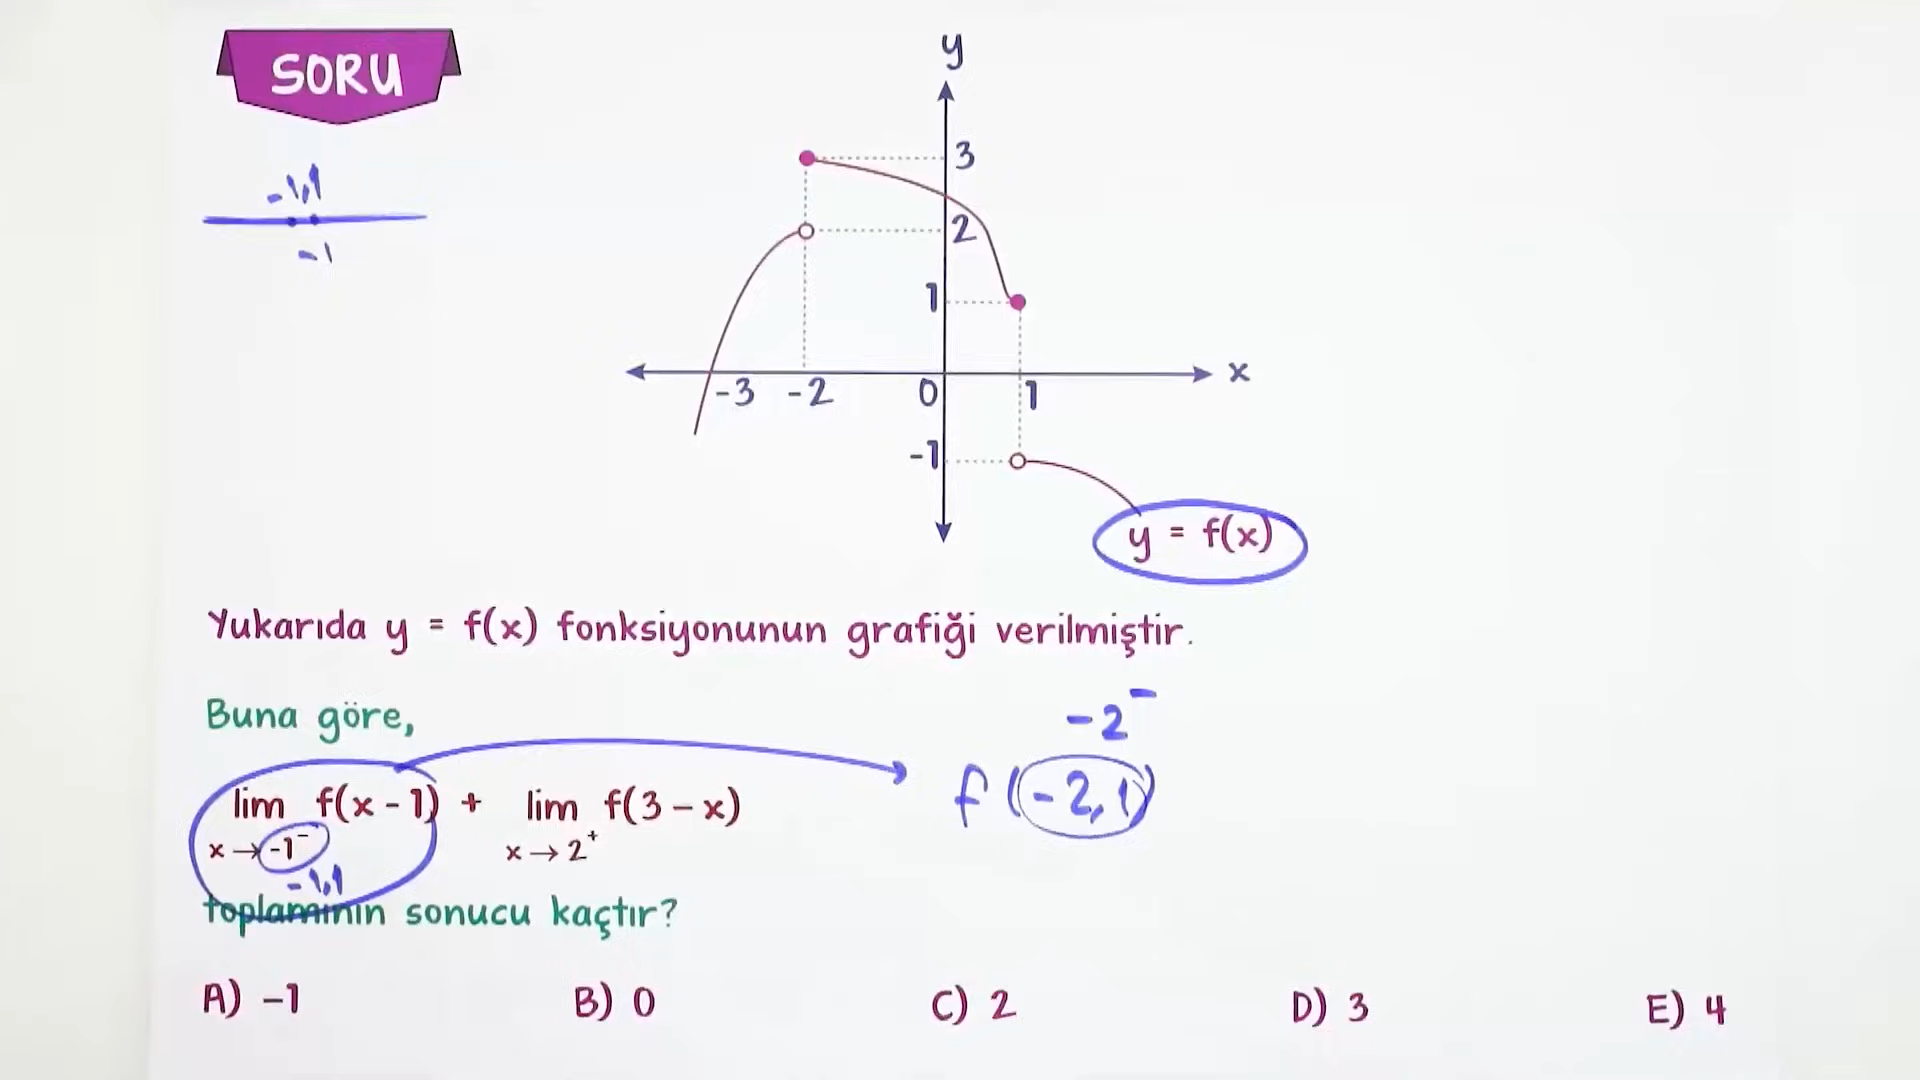 SORU
y
-1,1
-1
3
2
1
-3 -2 0 1 x
-1
y = f(x)
Yukarıda y = f(x) fonksiyonunun grafiği verilmiştir.
Buna göre,
-2⁻
f(-2,1)
lim f(x - 1) + lim f(3 - x)
x → -1⁻ x → 2⁺
-1,1
toplamının sonucu kaçtır?
A) -1 B) 0 C) 2 D) 3 E) 4